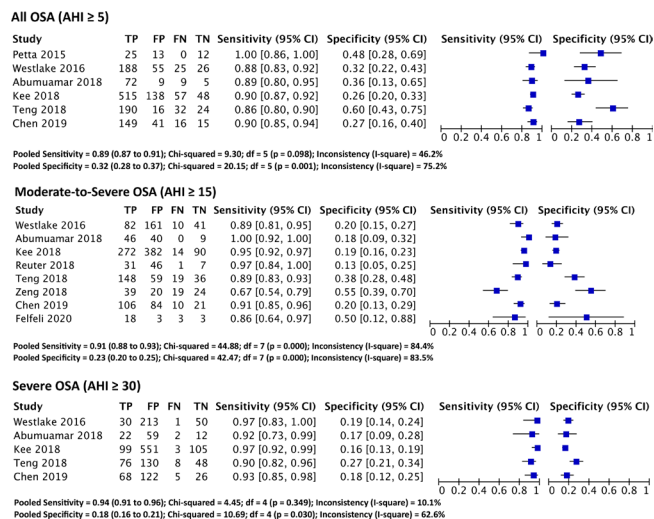 All OSA (AHI ≥ 5)
Study TP FP FN TN Sensitivity (95% CI) Specificity (95% CI) Sensitivity (95% CI) Specificity (95% CI)
Petta 2015 25 13 0 12 1.00 [0.86, 1.00] 0.48 [0.28, 0.69]
Westlake 2016 188 55 25 26 0.88 [0.83, 0.92] 0.32 [0.22, 0.43]
Abumuamar 2018 72 9 9 5 0.89 [0.80, 0.95] 0.36 [0.13, 0.65]
Kee 2018 515 138 57 48 0.90 [0.87, 0.92] 0.26 [0.20, 0.33]
Teng 2018 190 16 32 24 0.86 [0.80, 0.90] 0.60 [0.43, 0.75]
Chen 2019 149 41 16 15 0.90 [0.85, 0.94] 0.27 [0.16, 0.40]
0 0.2 0.4 0.6 0.8 1 0 0.2 0.4 0.6 0.8 1
Pooled Sensitivity = 0.89 (0.87 to 0.91); Chi-squared = 9.30; df = 5 (p = 0.098); Inconsistency (I-square) = 46.2%
Pooled Specificity = 0.32 (0.28 to 0.37); Chi-squared = 20.15; df = 5 (p = 0.001); Inconsistency (I-square) = 75.2%
Moderate-to-Severe OSA (AHI ≥ 15)
Study TP FP FN TN Sensitivity (95% CI) Specificity (95% CI) Sensitivity (95% CI) Specificity (95% CI)
Westlake 2016 82 161 10 41 0.89 [0.81, 0.95] 0.20 [0.15, 0.27]
Abumuamar 2018 46 40 0 9 1.00 [0.92, 1.00] 0.18 [0.09, 0.32]
Kee 2018 272 382 14 90 0.95 [0.92, 0.97] 0.19 [0.16, 0.23]
Reuter 2018 31 46 1 7 0.97 [0.84, 1.00] 0.13 [0.05, 0.25]
Teng 2018 148 59 19 36 0.89 [0.83, 0.93] 0.38 [0.28, 0.48]
Zeng 2018 39 20 19 24 0.67 [0.54, 0.79] 0.55 [0.39, 0.70]
Chen 2019 106 84 10 21 0.91 [0.85, 0.96] 0.20 [0.13, 0.29]
Felfeli 2020 18 3 3 3 0.86 [0.64, 0.97] 0.50 [0.12, 0.88]
0 0.2 0.4 0.6 0.8 1 0 0.2 0.4 0.6 0.8 1
Pooled Sensitivity = 0.91 (0.88 to 0.93); Chi-squared = 44.88; df = 7 (p = 0.000); Inconsistency (I-square) = 84.4%
Pooled Specificity = 0.23 (0.20 to 0.25); Chi-squared = 42.47; df = 7 (p = 0.000); Inconsistency (I-square) = 83.5%
Severe OSA (AHI ≥ 30)
Study TP FP FN TN Sensitivity (95% CI) Specificity (95% CI) Sensitivity (95% CI) Specificity (95% CI)
Westlake 2016 30 213 1 50 0.97 [0.83, 1.00] 0.19 [0.14, 0.24]
Abumuamar 2018 22 59 2 12 0.92 [0.73, 0.99] 0.17 [0.09, 0.28]
Kee 2018 99 551 3 105 0.97 [0.92, 0.99] 0.16 [0.13, 0.19]
Teng 2018 76 130 8 48 0.90 [0.82, 0.96] 0.27 [0.21, 0.34]
Chen 2019 68 122 5 26 0.93 [0.85, 0.98] 0.18 [0.12, 0.25]
0 0.2 0.4 0.6 0.8 1 0 0.2 0.4 0.6 0.8 1
Pooled Sensitivity = 0.94 (0.91 to 0.96); Chi-squared = 4.45; df = 4 (p = 0.349); Inconsistency (I-square) = 10.1%
Pooled Specificity = 0.18 (0.16 to 0.21); Chi-squared = 10.69; df = 4 (p = 0.030); Inconsistency (I-square) = 62.6%